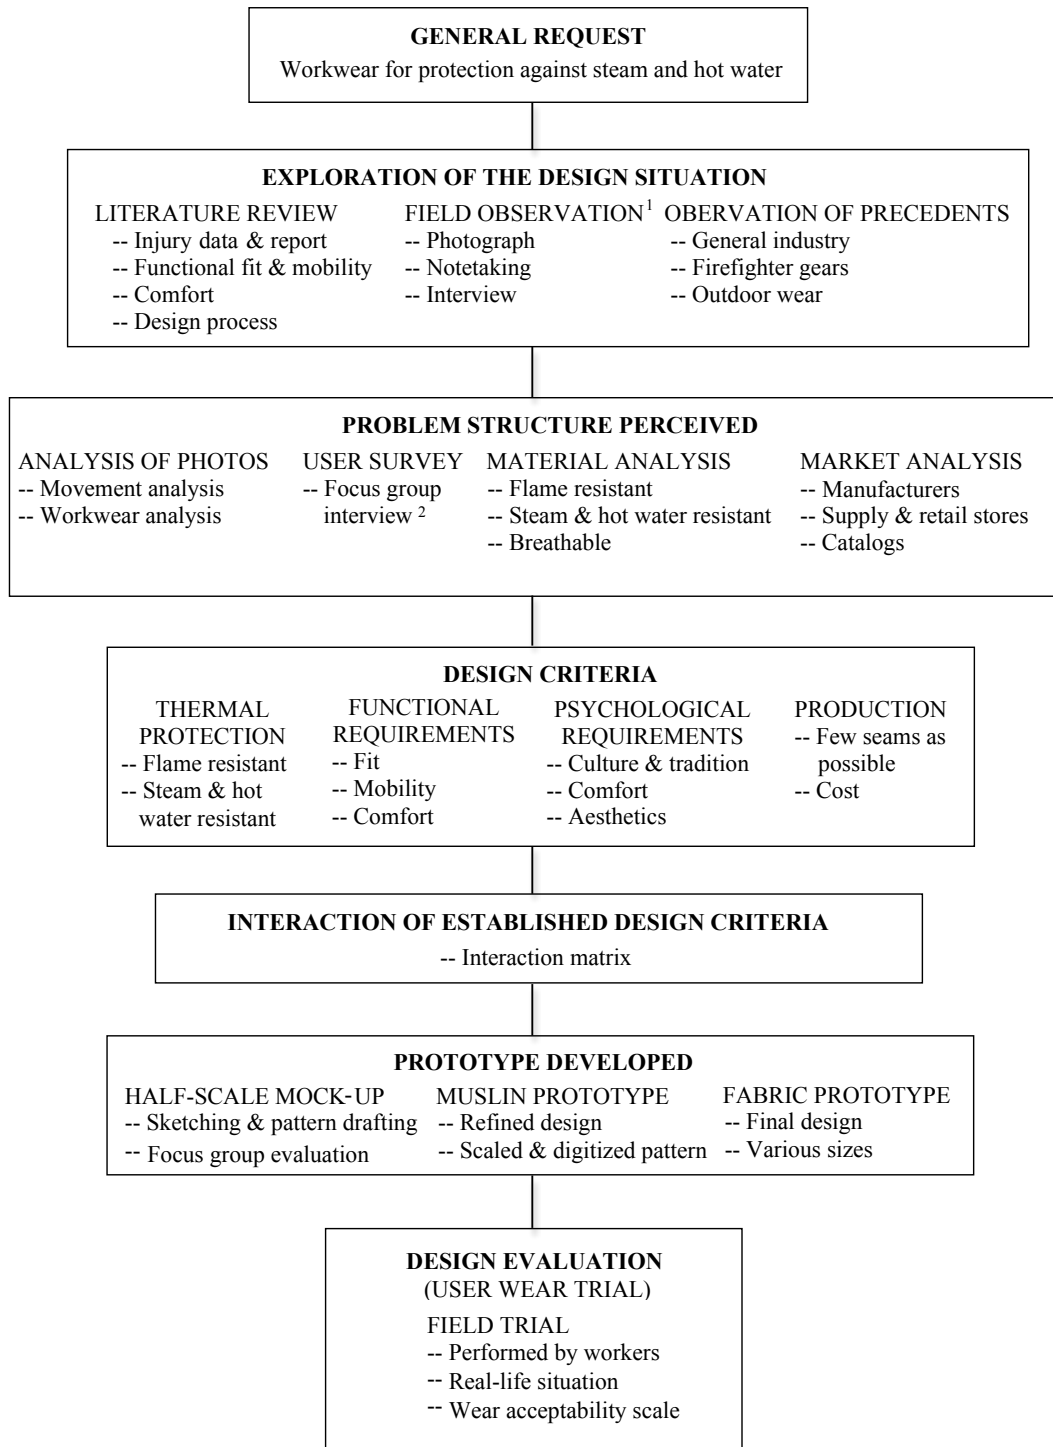 GENERAL REQUEST
Workwear for protection against steam and hot water
EXPLORATION OF THE DESIGN SITUATION
LITERATURE REVIEW
-- Injury data & report
-- Functional fit & mobility
-- Comfort
-- Design process
FIELD OBSERVATION 1
-- Photograph
-- Notetaking
-- Interview
OBERVATION OF PRECEDENTS
-- General industry
-- Firefighter gears
-- Outdoor wear
PROBLEM STRUCTURE PERCEIVED
ANALYSIS OF PHOTOS
-- Movement analysis
-- Workwear analysis
USER SURVEY
-- Focus group
interview 2
MATERIAL ANALYSIS
-- Flame resistant
-- Steam & hot water resistant
-- Breathable
MARKET ANALYSIS
-- Manufacturers
-- Supply & retail stores
-- Catalogs
DESIGN CRITERIA
THERMAL
PROTECTION
-- Flame resistant
-- Steam & hot
water resistant
FUNCTIONAL
REQUIREMENTS
-- Fit
-- Mobility
-- Comfort
PSYCHOLOGICAL
REQUIREMENTS
-- Culture & tradition
-- Comfort
-- Aesthetics
PRODUCTION
-- Few seams as
possible
-- Cost
INTERACTION OF ESTABLISHED DESIGN CRITERIA
-- Interaction matrix
PROTOTYPE DEVELOPED
HALF-SCALE MOCK-UP
-- Sketching & pattern drafting
-- Focus group evaluation
MUSLIN PROTOTYPE
-- Refined design
-- Scaled & digitized pattern
FABRIC PROTOTYPE
-- Final design
-- Various sizes
DESIGN EVALUATION
(USER WEAR TRIAL)
FIELD TRIAL
-- Performed by workers
-- Real-life situation
-- Wear acceptability scale